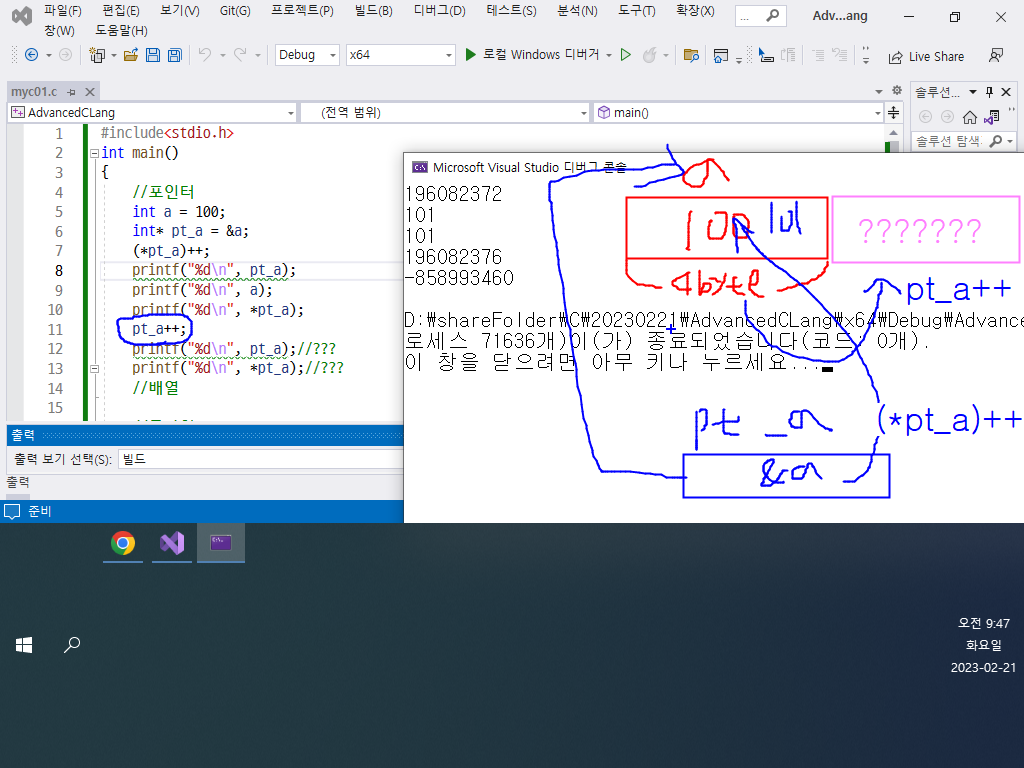 파일(F) 편집(E) 보기(V) Git(G) 프로젝트(P) 빌드(B) 디버그(D) 테스트(S) 분석(N) 도구(T) 확장(X) ... Adv...ang
창(W) 도움말(H)
Debug x64 로컬 Windows 디버거 Live Share
myc01.c
솔루션...
AdvancedCLang (전역 범위) main()
솔루션 탐색
1 #include<stdio.h>
2 int main()
3 {
4 //포인터
5 int a = 100;
6 int* pt_a = &a;
7 (*pt_a)++;
8 printf("%d\n", pt_a);
9 printf("%d\n", a);
10 printf("%d\n", *pt_a);
11 pt_a++;
12 printf("%d\n", pt_a);//???
13 printf("%d\n", *pt_a);//???
14 //배열
15
출력
출력 보기 선택(S): 빌드
출력
준비
Microsoft Visual Studio 디버그 콘솔
196082372
101
101
196082376
-858993460
D:\shareFolder\C\20230221\AdvancedCLang\x64\Debug\Advance
로세스 71636개)이(가) 종료되었습니다(코드: 0개).
이 창을 닫으려면 아무 키나 누르세요...
a
100 101
???????
4byte
pt_a++
pt_a
(*pt_a)++
&a
오전 9:47
화요일
2023-02-21